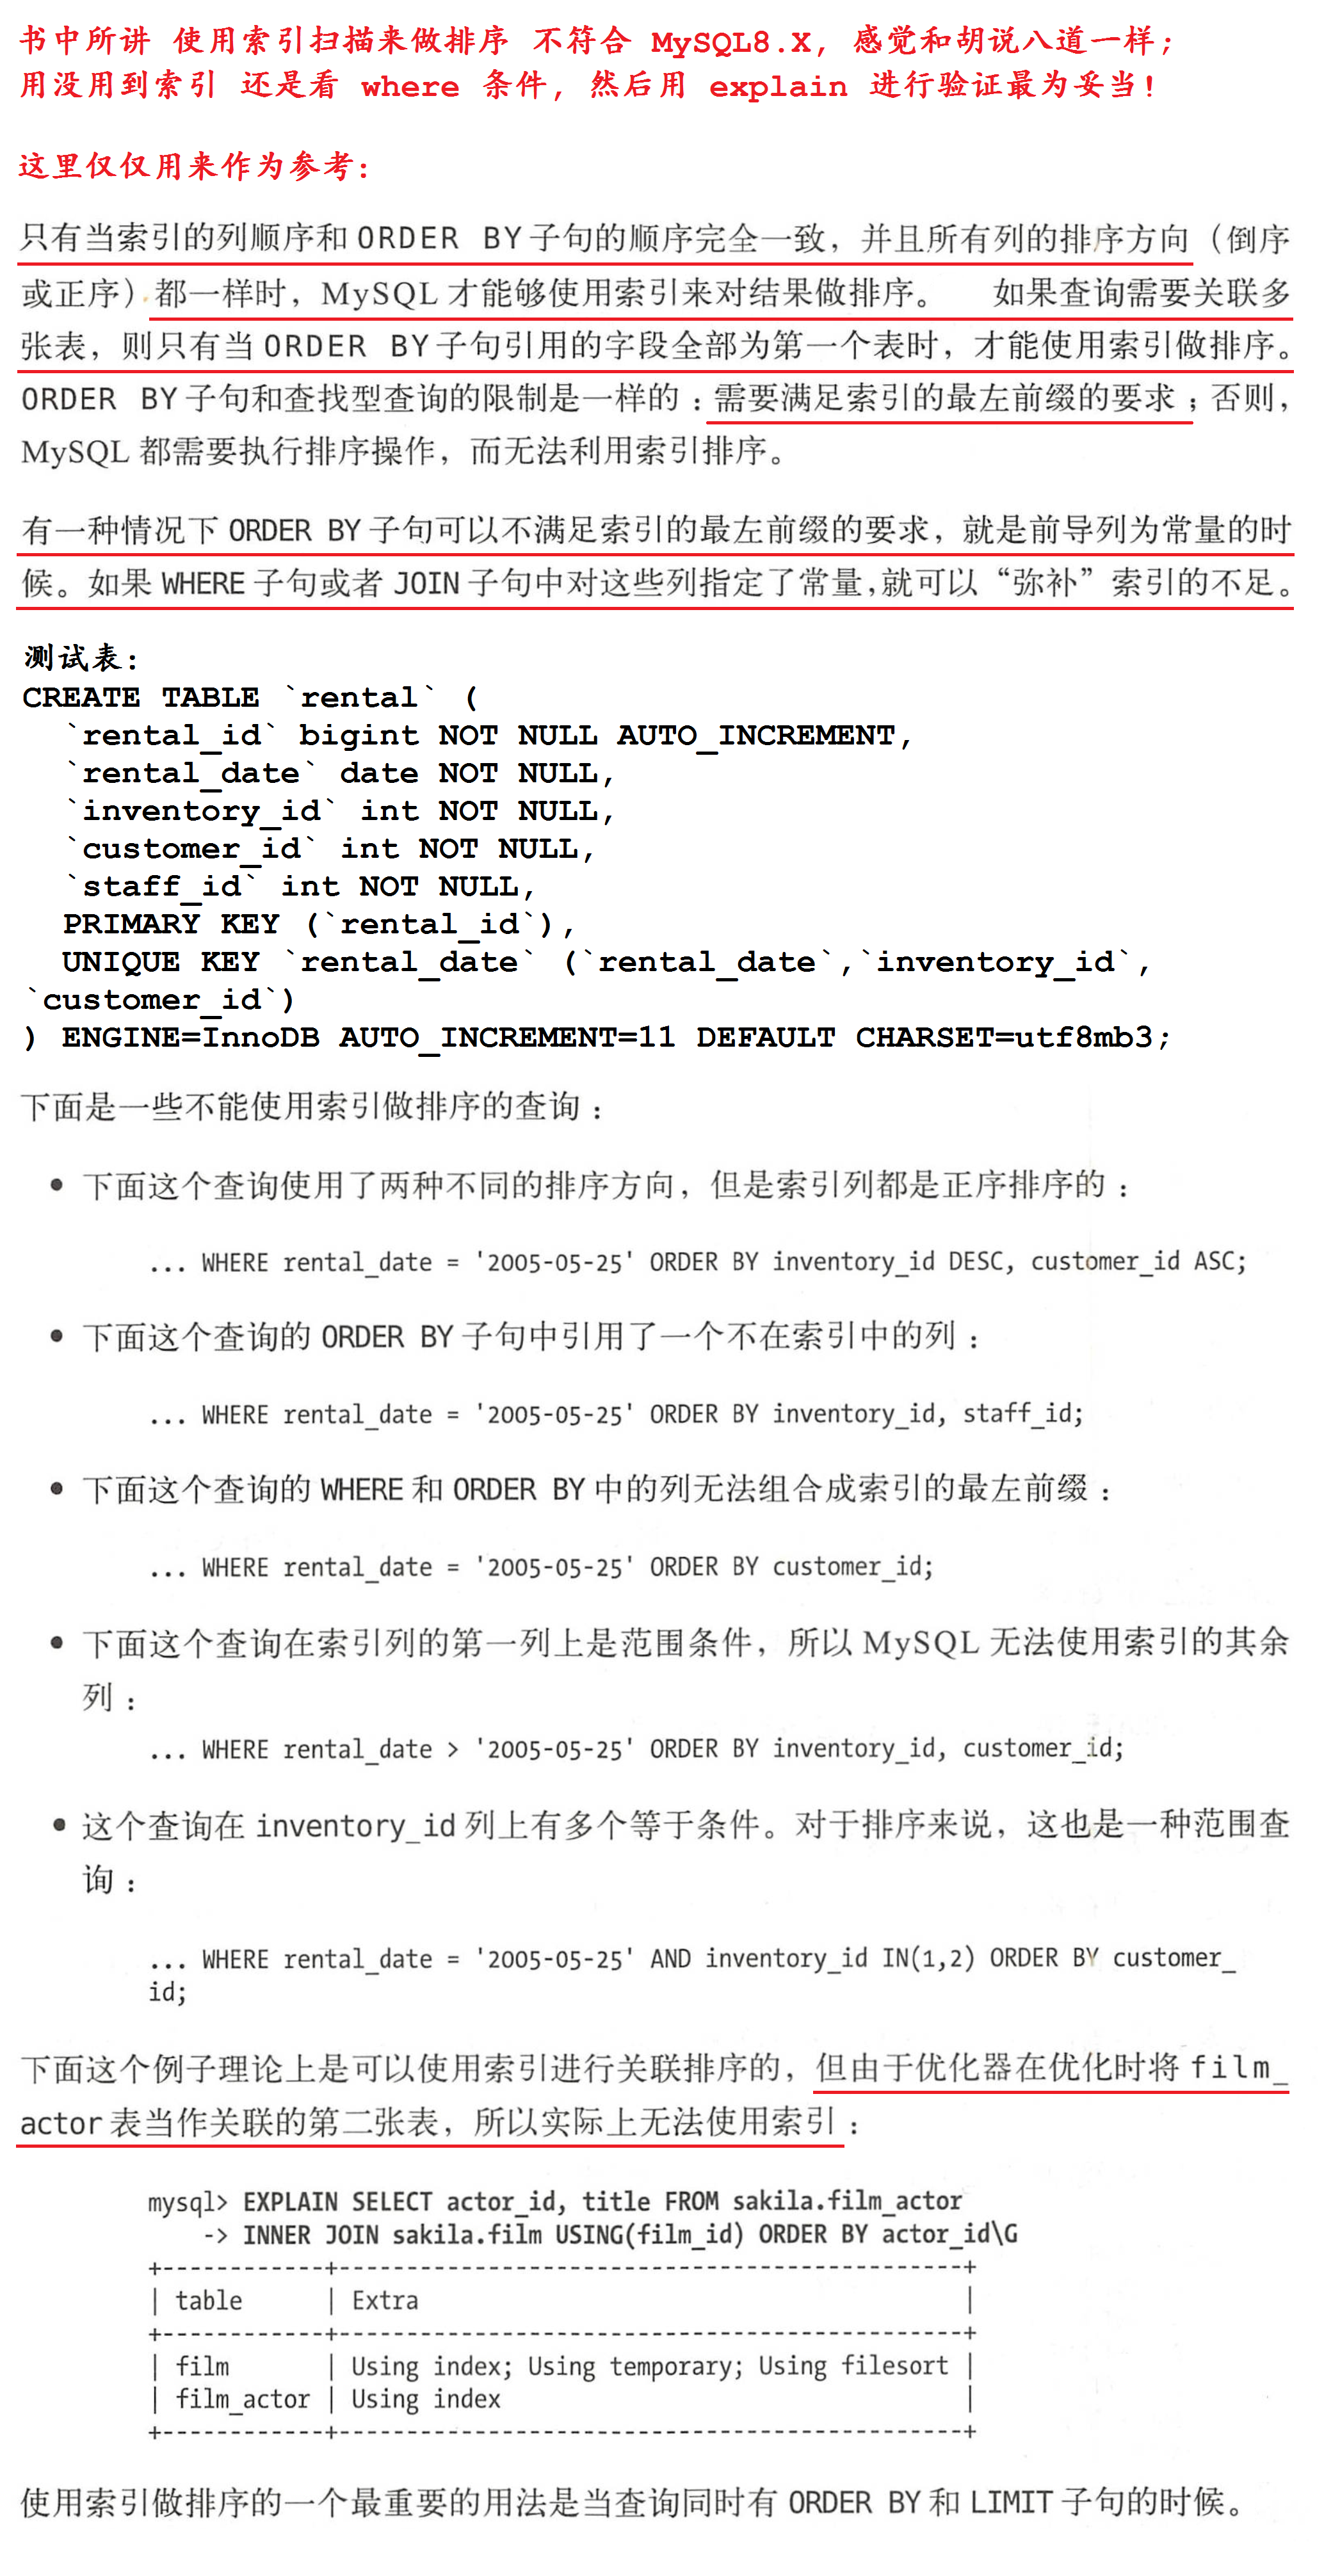 书中所讲 使用索引扫描来做排序 不符合 MySQL8.X, 感觉和胡说八道一样;
用没用到索引 还是看 where 条件, 然后用 explain 进行验证最为妥当!
这里仅仅用来作为参考:
只有当索引的列顺序和 ORDER BY 子句的顺序完全一致，并且所有列的排序方向（倒序
或正序）都一样时，MySQL 才能够使用索引来对结果做排序。 如果查询需要关联多
张表，则只有当 ORDER BY 子句引用的字段全部为第一个表时，才能使用索引做排序。
ORDER BY 子句和查找型查询的限制是一样的：需要满足索引的最左前缀的要求；否则，
MySQL 都需要执行排序操作，而无法利用索引排序。
有一种情况下 ORDER BY 子句可以不满足索引的最左前缀的要求，就是前导列为常量的时
候。如果 WHERE 子句或者 JOIN 子句中对这些列指定了常量,就可以“弥补”索引的不足。
测试表:
CREATE TABLE `rental` (
  `rental_id` bigint NOT NULL AUTO_INCREMENT,
  `rental_date` date NOT NULL,
  `inventory_id` int NOT NULL,
  `customer_id` int NOT NULL,
  `staff_id` int NOT NULL,
  PRIMARY KEY (`rental_id`),
  UNIQUE KEY `rental_date` (`rental_date`,`inventory_id`,
`customer_id`)
) ENGINE=InnoDB AUTO_INCREMENT=11 DEFAULT CHARSET=utf8mb3;
下面是一些不能使用索引做排序的查询：
• 下面这个查询使用了两种不同的排序方向，但是索引列都是正序排序的：
... WHERE rental_date = '2005-05-25' ORDER BY inventory_id DESC, customer_id ASC;
• 下面这个查询的 ORDER BY 子句中引用了一个不在索引中的列：
... WHERE rental_date = '2005-05-25' ORDER BY inventory_id, staff_id;
• 下面这个查询的 WHERE 和 ORDER BY 中的列无法组合成索引的最左前缀：
... WHERE rental_date = '2005-05-25' ORDER BY customer_id;
• 下面这个查询在索引列的第一列上是范围条件，所以 MySQL 无法使用索引的其余
列：
... WHERE rental_date > '2005-05-25' ORDER BY inventory_id, customer_id;
• 这个查询在 inventory_id 列上有多个等于条件。对于排序来说，这也是一种范围查
询：
... WHERE rental_date = '2005-05-25' AND inventory_id IN(1,2) ORDER BY customer_
id;
下面这个例子理论上是可以使用索引进行关联排序的，但由于优化器在优化时将 film_
actor 表当作关联的第二张表，所以实际上无法使用索引：
mysql> EXPLAIN SELECT actor_id, title FROM sakila.film_actor
    -> INNER JOIN sakila.film USING(film_id) ORDER BY actor_id\G
+------------+----------------------------------------------+
| table      | Extra                                        |
+------------+----------------------------------------------+
| film       | Using index; Using temporary; Using filesort |
| film_actor | Using index                                  |
+------------+----------------------------------------------+
使用索引做排序的一个最重要的用法是当查询同时有 ORDER BY 和 LIMIT 子句的时候。